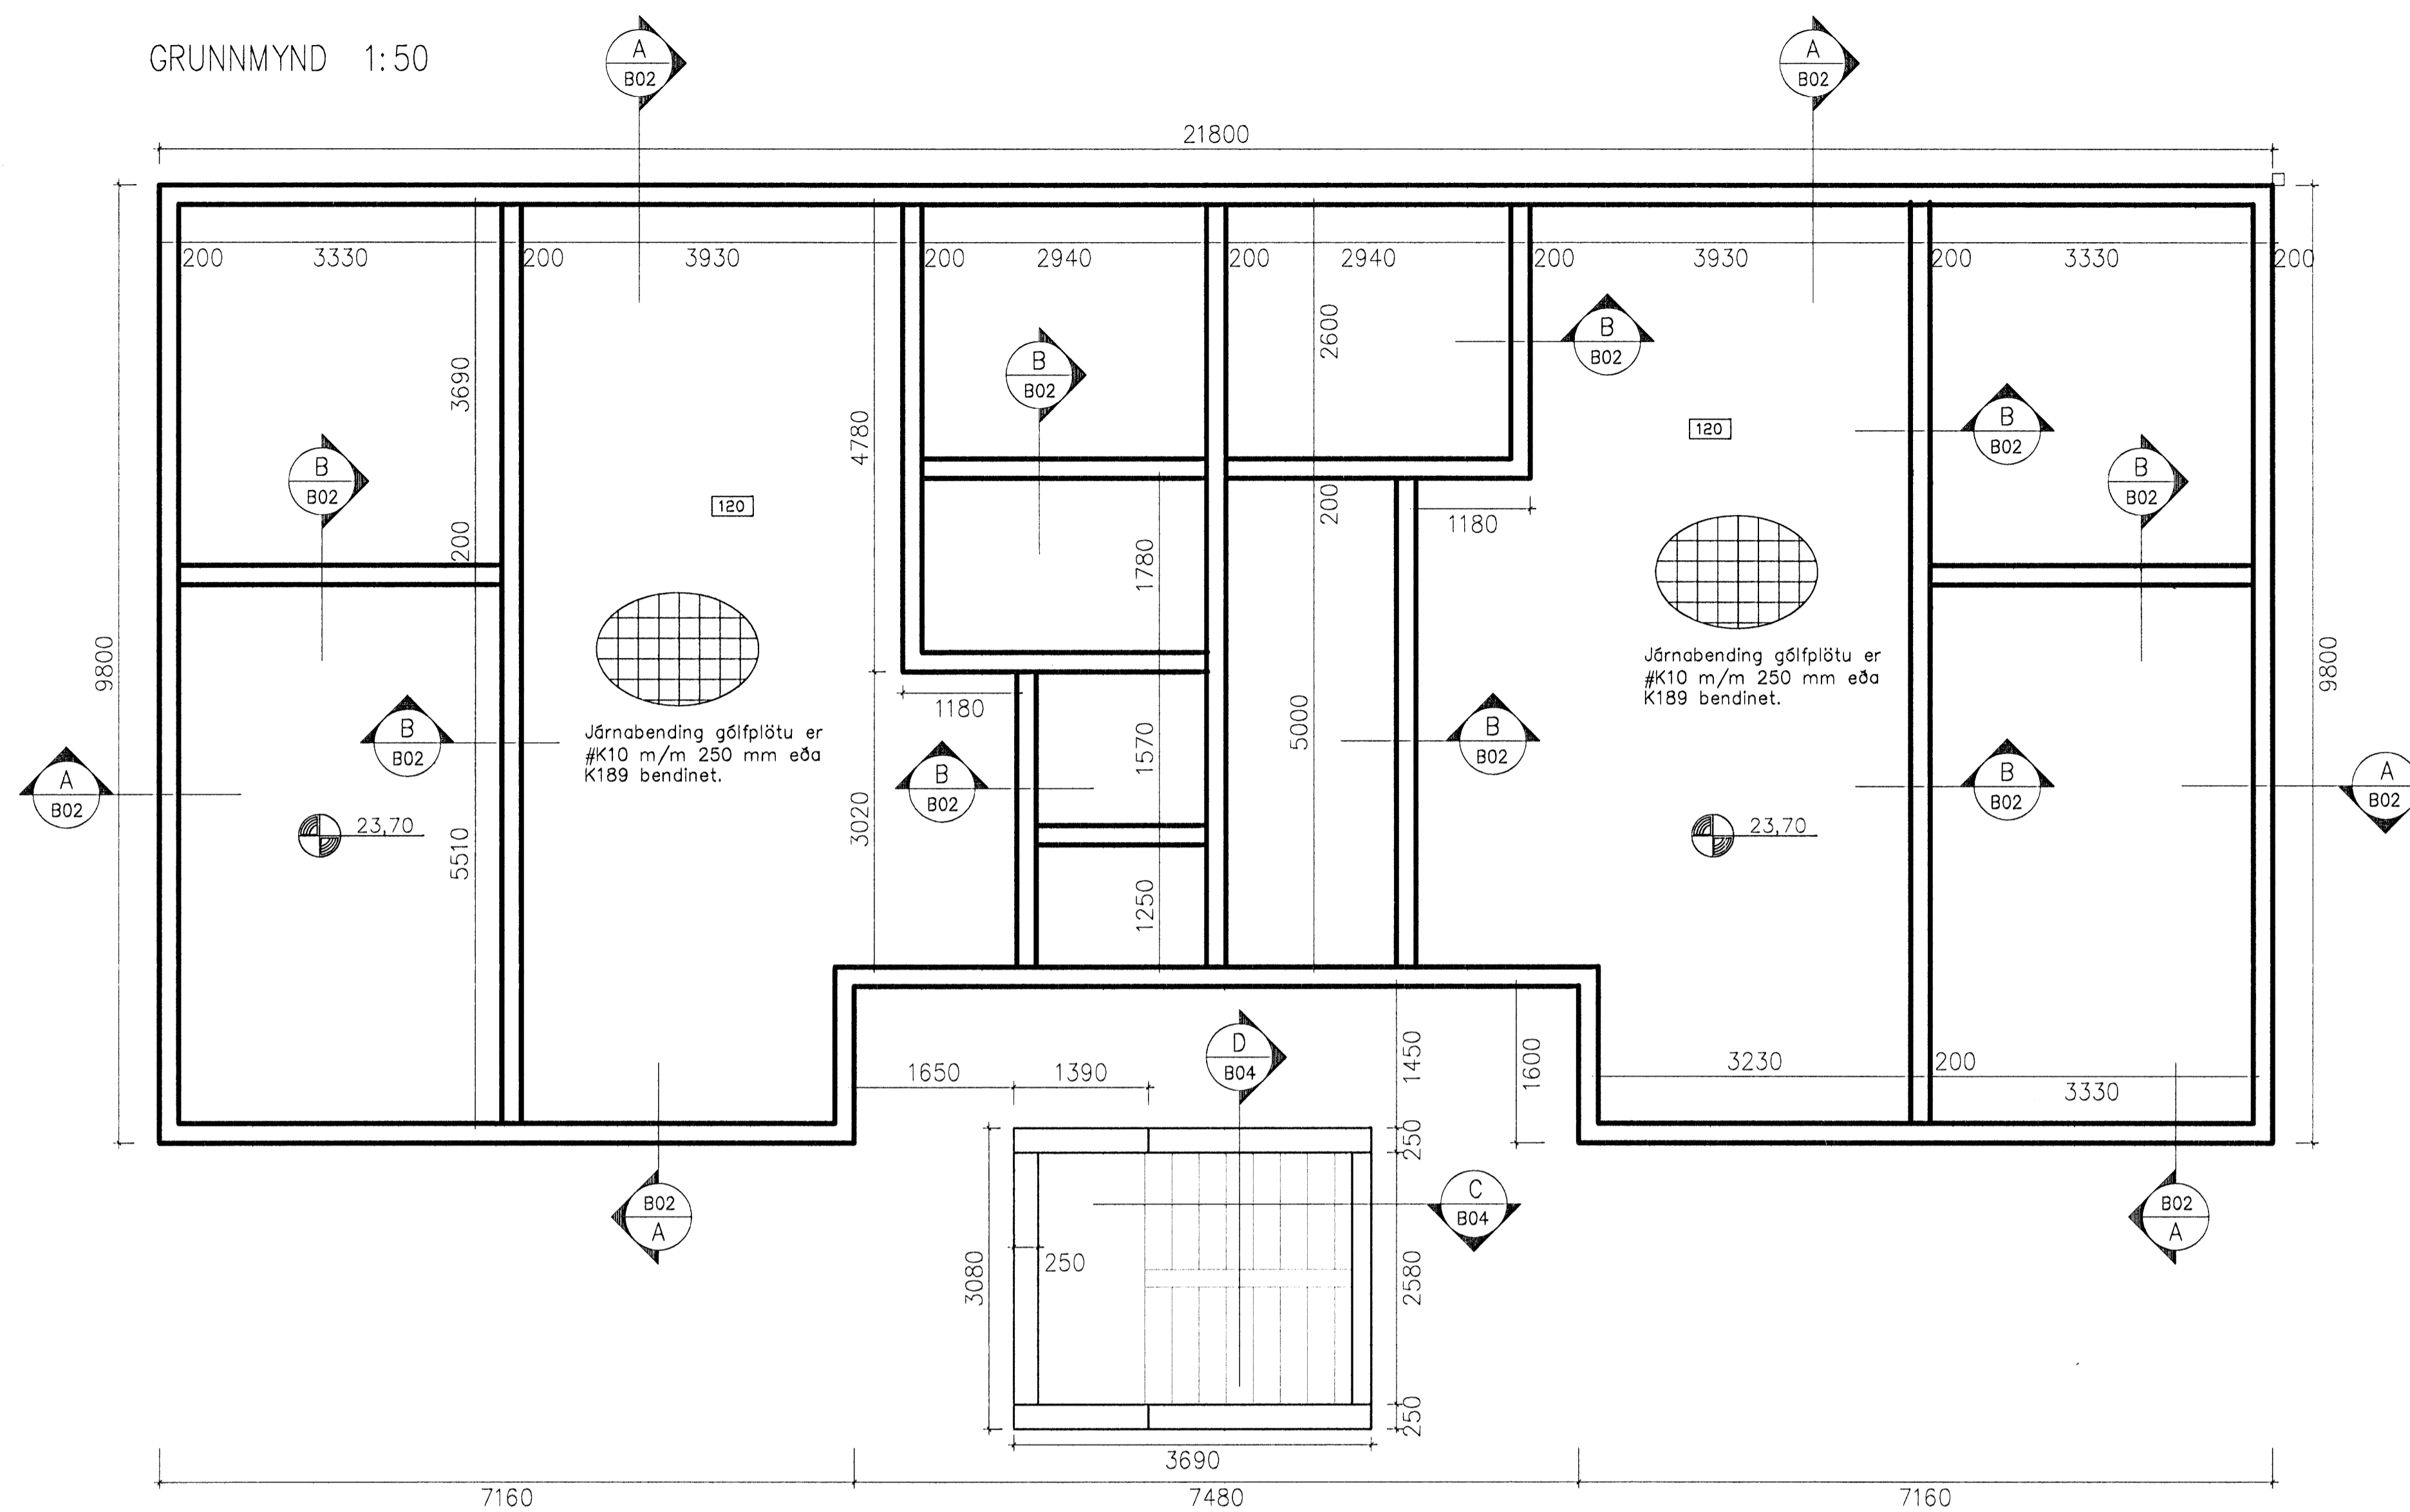 GRUNNMYND 1:50
A
B02
A
B02
21800
200
3330
200
3930
200
2940
200
2940
200
3930
200
3330
200
3690
200
5510
4780
3020
2600
200
5000
1780
1570
1250
1180
1180
B
B02
B
B02
B
B02
B
B02
B
B02
120
120
Járnabending gólfplötu er
#K10 m/m 250 mm eða
K189 bendinet.
Járnabending gólfplötu er
#K10 m/m 250 mm eða
K189 bendinet.
9800
9800
B
B02
B
B02
B
B02
B
B02
A
B02
A
B02
23,70
23,70
1650
1390
D
B04
1450
1600
3230
200
3330
B02
A
B02
A
C
B04
250
2580
250
3080
250
3690
7160
7480
7160